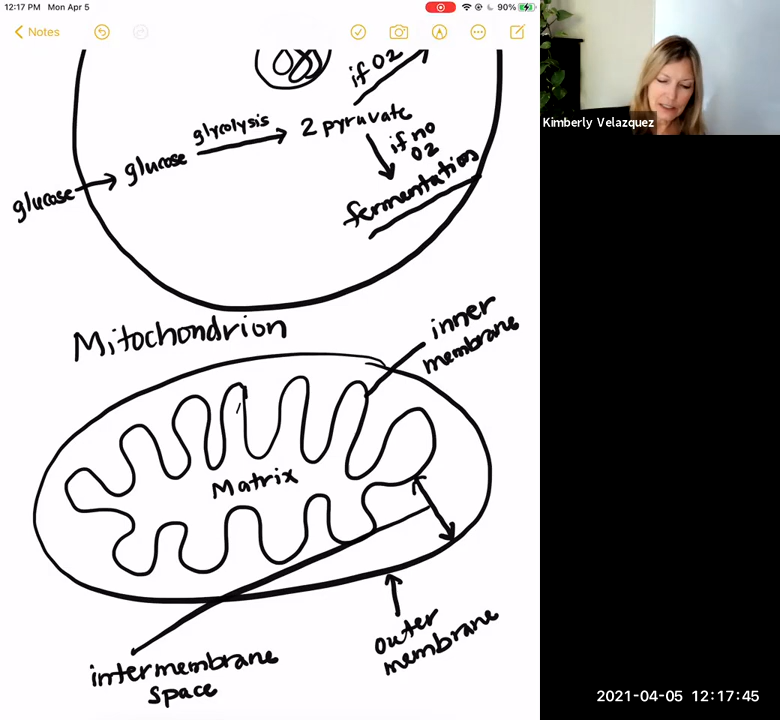 12:17 PM Mon Apr 5
90%
Notes
Kimberly Velazquez
if O2
glycolysis
2 pyruvate
if no
O2
glucose
glucose
fermentation
Mitochondrion
inner
membrane
Matrix
outer
membrane
intermembrane
space
2021-04-05 12:17:45